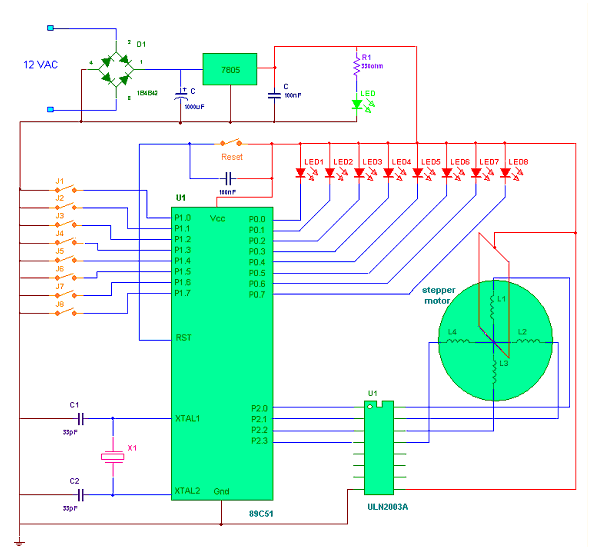 12 VAC
D1
2
4
1
8
1B4B42
C
1000uF
7805
C
100nF
R1
330ohm
LED
Reset
100nF
LED1 LED2 LED3 LED4 LED5 LED6 LED7 LED8
J1
J2
J3
J4
J5
J6
J7
J8
U1
Vcc
P1.0
P1.1
P1.2
P1.3
P1.4
P1.5
P1.6
P1.7
P0.0
P0.1
P0.2
P0.3
P0.4
P0.5
P0.6
P0.7
RST
XTAL1
XTAL2
Gnd
P2.0
P2.1
P2.2
P2.3
89C51
C1
33pF
X1
C2
33pF
stepper
motor
L1
L4
L2
L3
U1
ULN2003A